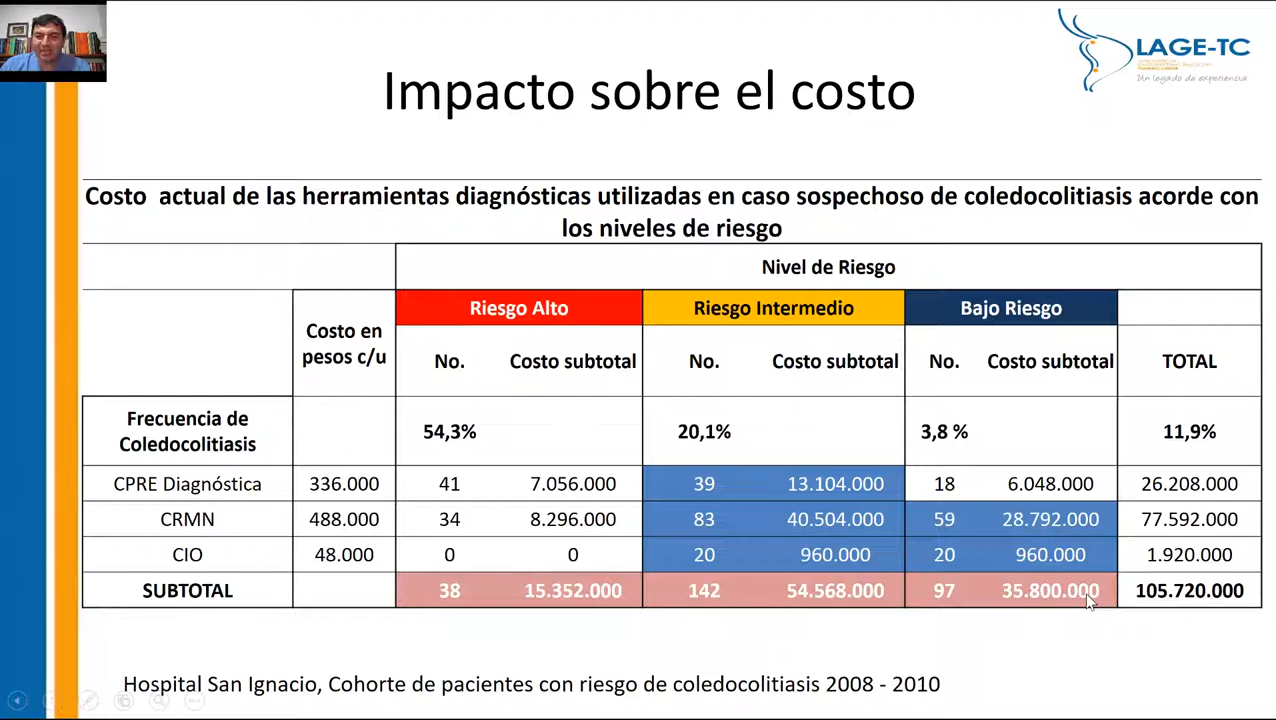 LAGE-TC
Un legado de experiencia
Impacto sobre el costo
Costo actual de las herramientas diagnósticas utilizadas en caso sospechoso de coledocolitiasis acorde con
los niveles de riesgo
Nivel de Riesgo
Costo en
pesos c/u
Riesgo Alto
Riesgo Intermedio
Bajo Riesgo
No. Costo subtotal No. Costo subtotal No. Costo subtotal TOTAL
Frecuencia de
Coledocolitiasis
54,3% 20,1% 3,8 % 11,9%
CPRE Diagnóstica 336.000 41 7.056.000 39 13.104.000 18 6.048.000 26.208.000
CRMN 488.000 34 8.296.000 83 40.504.000 59 28.792.000 77.592.000
CIO 48.000 0 0 20 960.000 20 960.000 1.920.000
SUBTOTAL 38 15.352.000 142 54.568.000 97 35.800.000 105.720.000
Hospital San Ignacio, Cohorte de pacientes con riesgo de coledocolitiasis 2008 - 2010